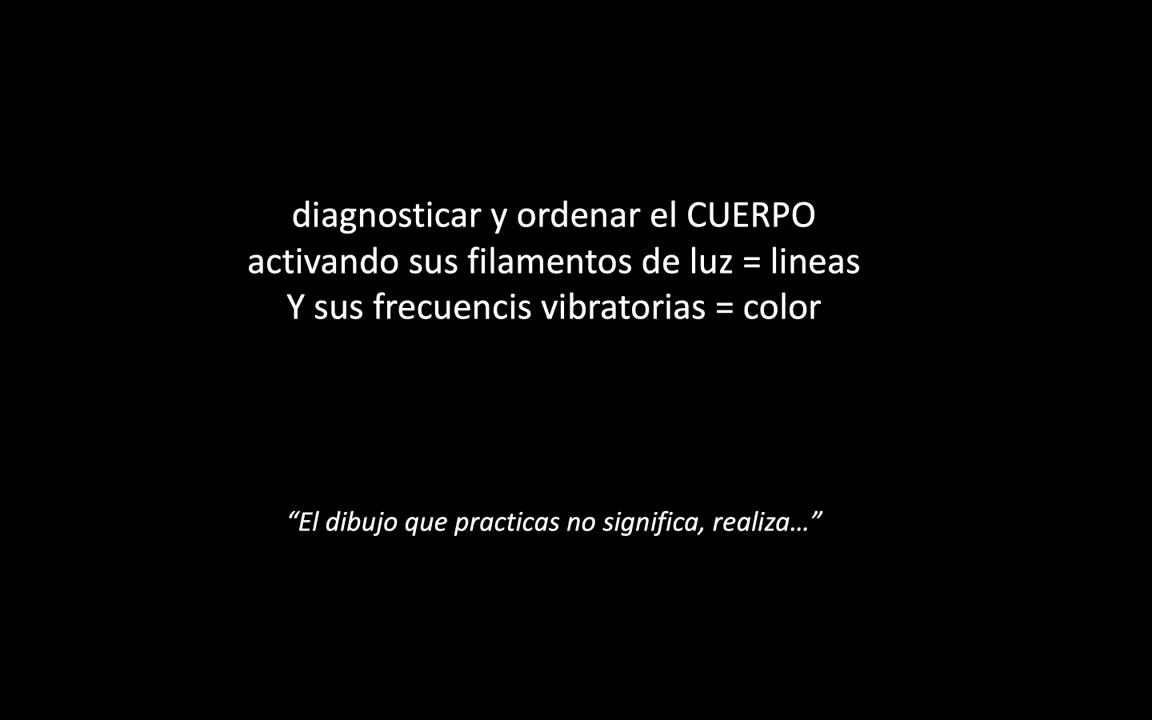 diagnosticar y ordenar el CUERPO
activando sus filamentos de luz = lineas
Y sus frecuencis vibratorias = color
“El dibujo que practicas no significa, realiza...”